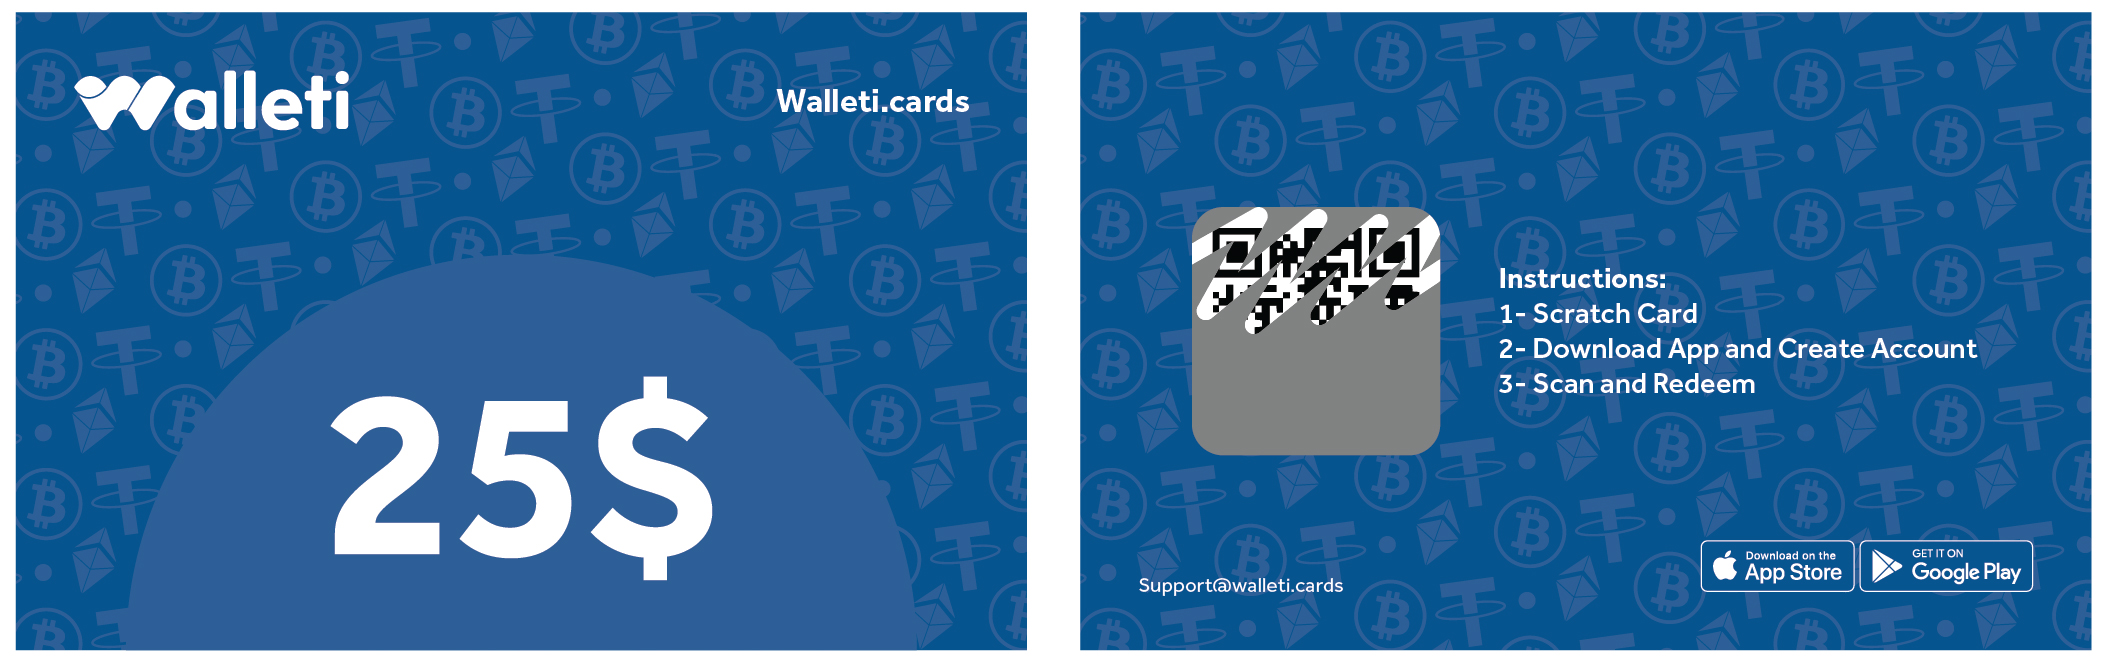 Walleti
Walleti.cards
25$
Instructions:
1- Scratch Card
2- Download App and Create Account
3- Scan and Redeem
Support@walleti.cards
Download on the
App Store
GET IT ON
Google Play